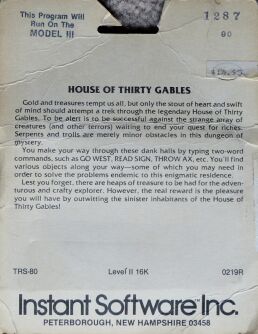 This Program Will
Run On The
MODEL III
1287
80
HOUSE OF THIRTY GABLES
Gold and treasures tempt us all, but only the stout of heart and swift
of mind should attempt a trek through the legendary House of Thirty
Gables. To be alert is to be successful against the strange array of
creatures (and other terrors) waiting to end your quest for riches.
Serpents and trolls are merely minor obstacles in this dungeon of
mystery.
You make your way through these dank halls by typing two-word
commands, such as GO WEST, READ SIGN, THROW AX, etc. You'll find
various objects along your way—some of which you may need in
order to solve the problems endemic to this enigmatic residence.
Lest you forget, there are heaps of treasure to be had for the adven-
turous and crafty explorer. However, the real reward is the pleasure
you will have by outwitting the sinister inhabitants of the House of
Thirty Gables!
TRS-80 Level II 16K 0219R
Instant Software Inc.
PETERBOROUGH, NEW HAMPSHIRE 03458